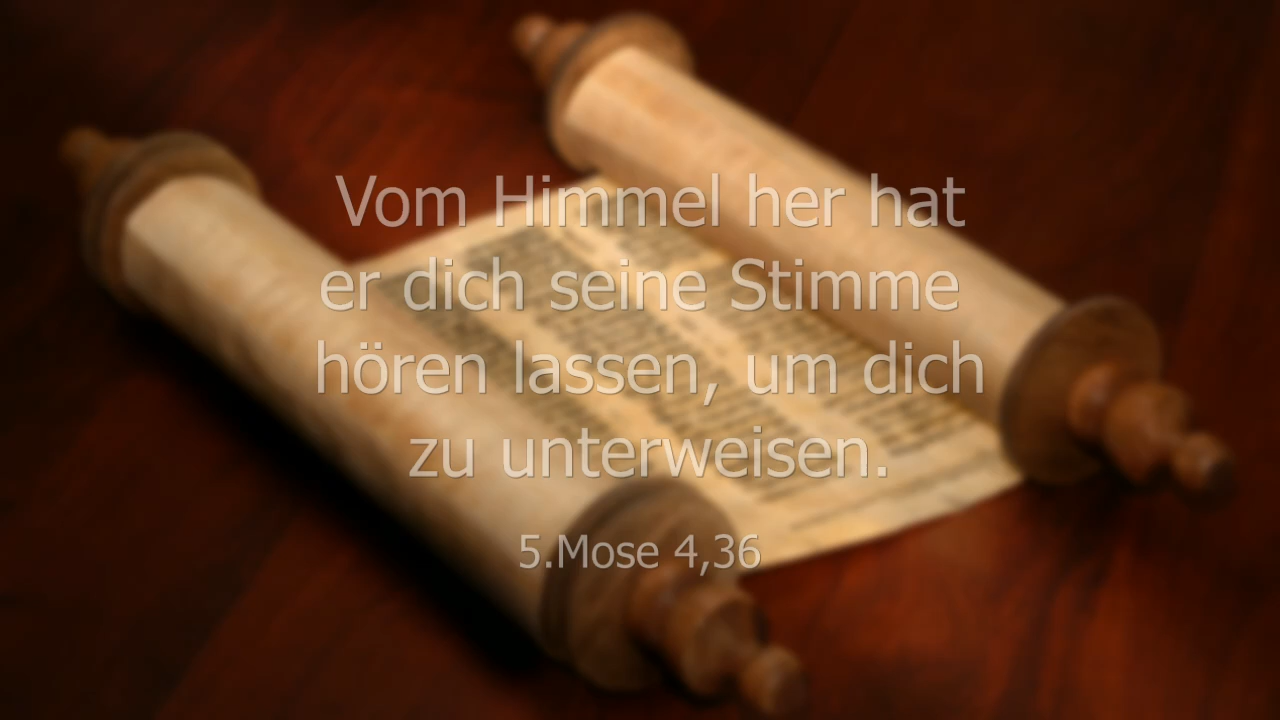 Vom Himmel her hat
er dich seine Stimme
hören lassen, um dich
zu unterweisen.
5.Mose 4,36